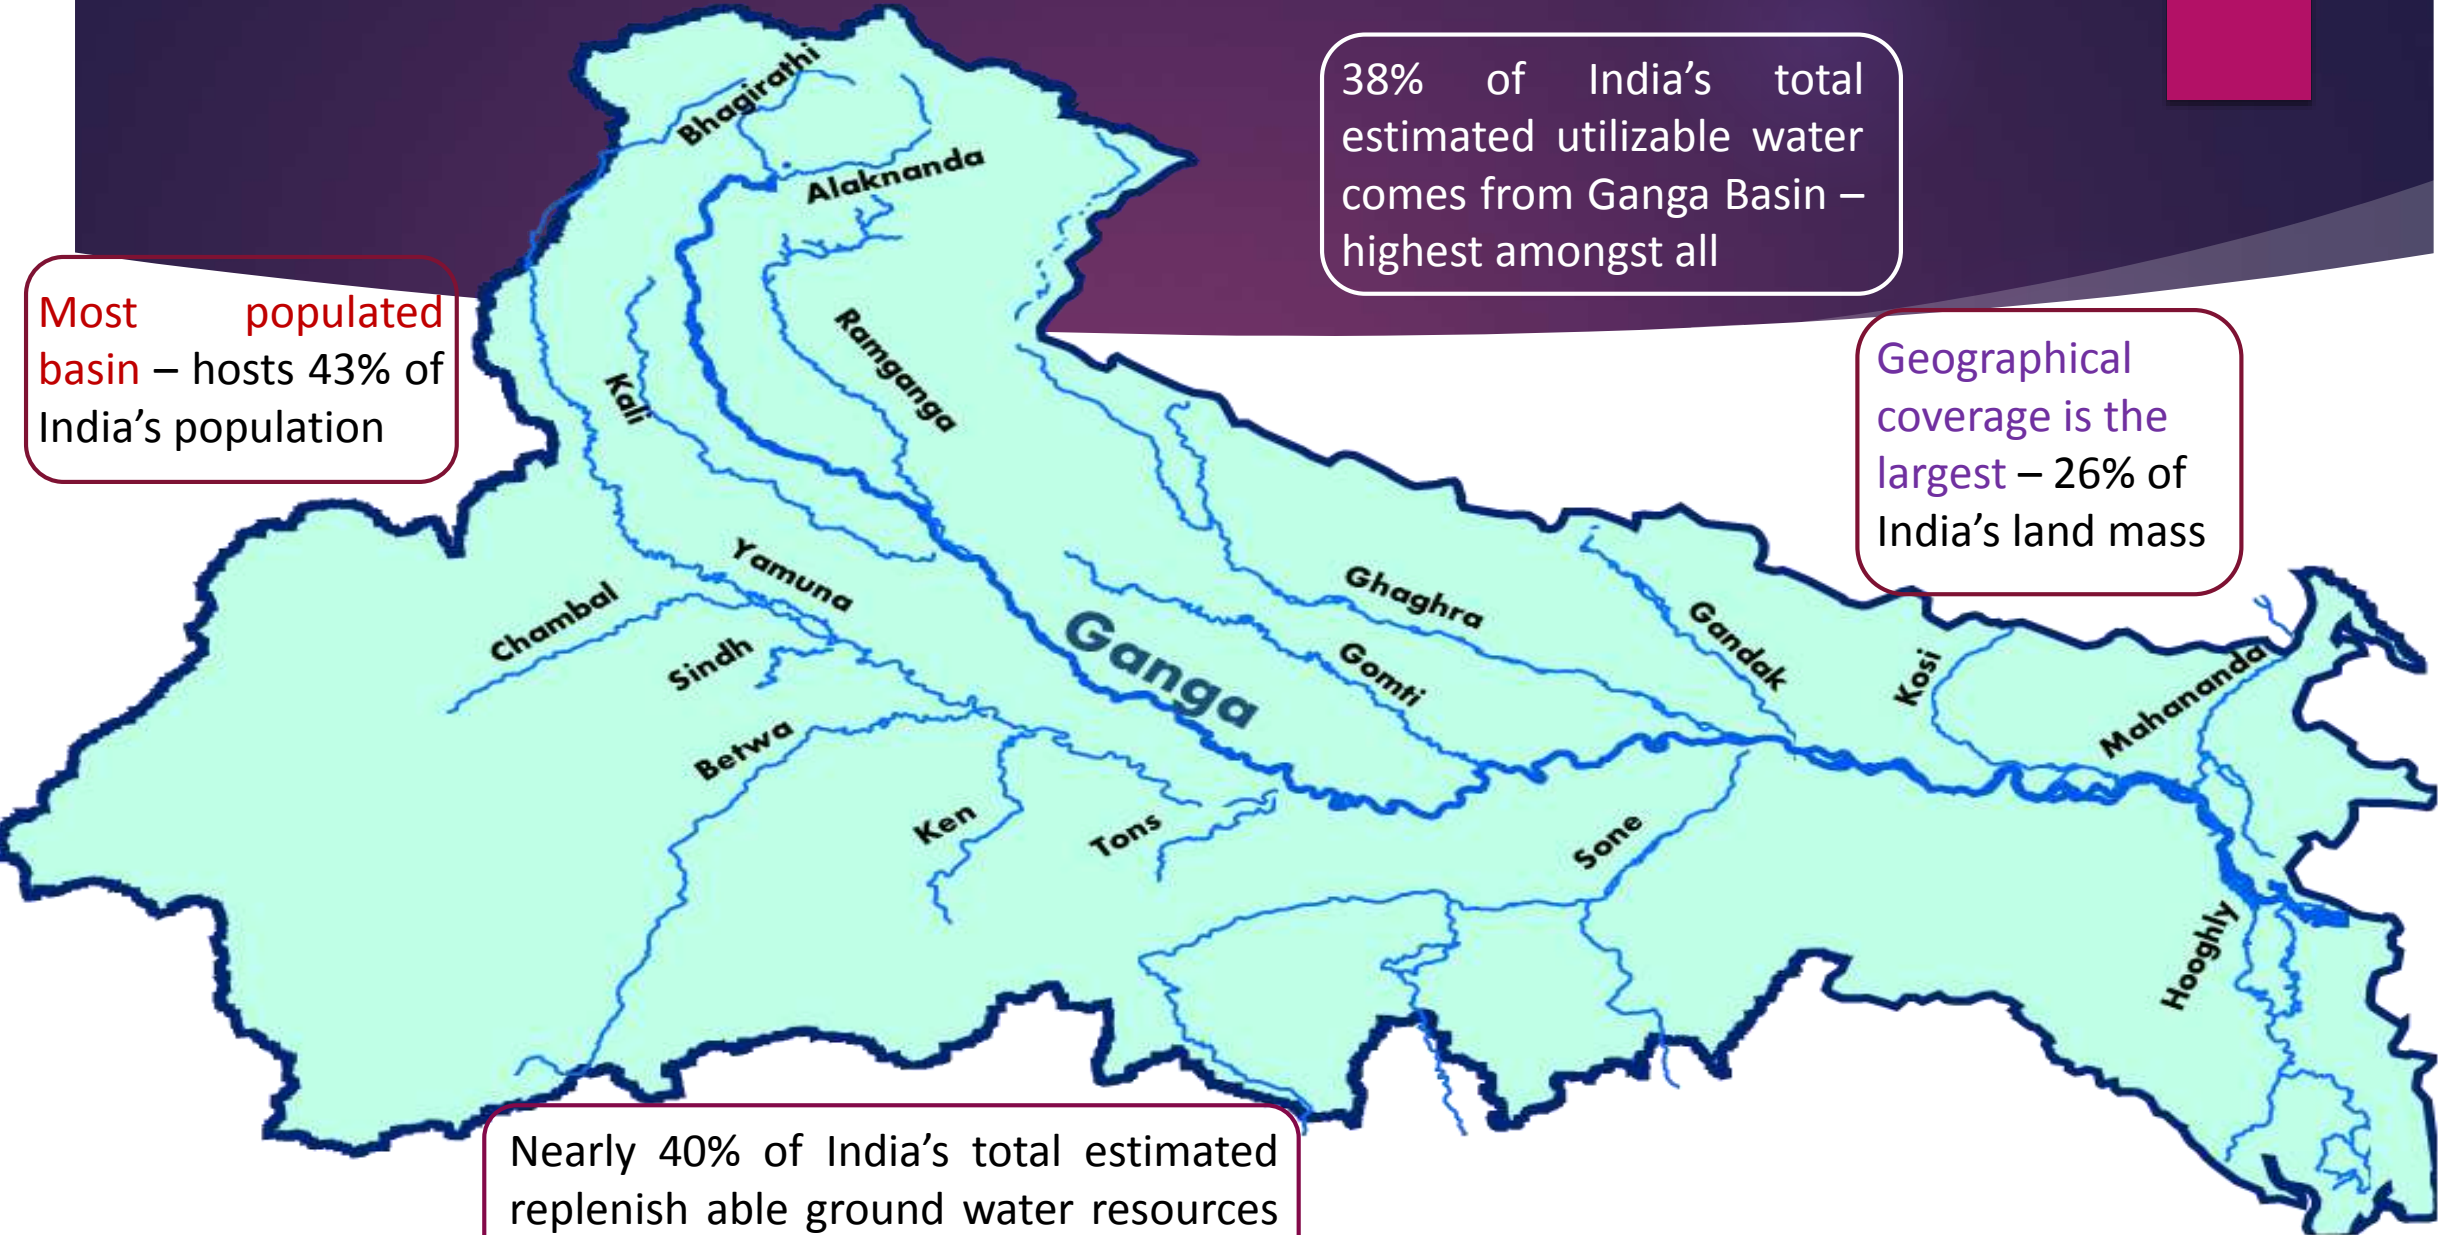 38% of India's total
estimated utilizable water
comes from Ganga Basin –
highest amongst all
Most populated
basin – hosts 43% of
India's population
Geographical
coverage is the
largest – 26% of
India's land mass
Bhagirathi
Alaknanda
Ramganga
Kali
Yamuna
Chambal
Sindh
Betwa
Ken
Tons
Ganga
Ghaghra
Gomti
Gandak
Kosi
Mahananda
Sone
Hooghly
Nearly 40% of India's total estimated
replenish able ground water resources